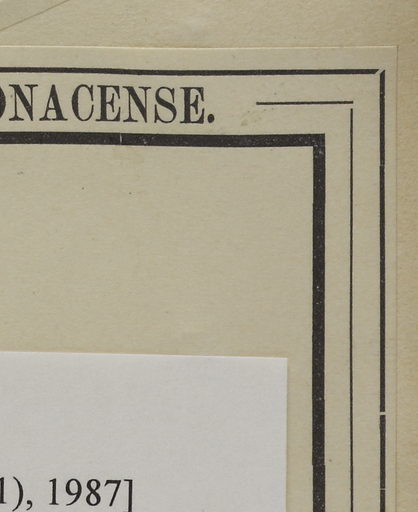 ONACENSE.
1), 1987]